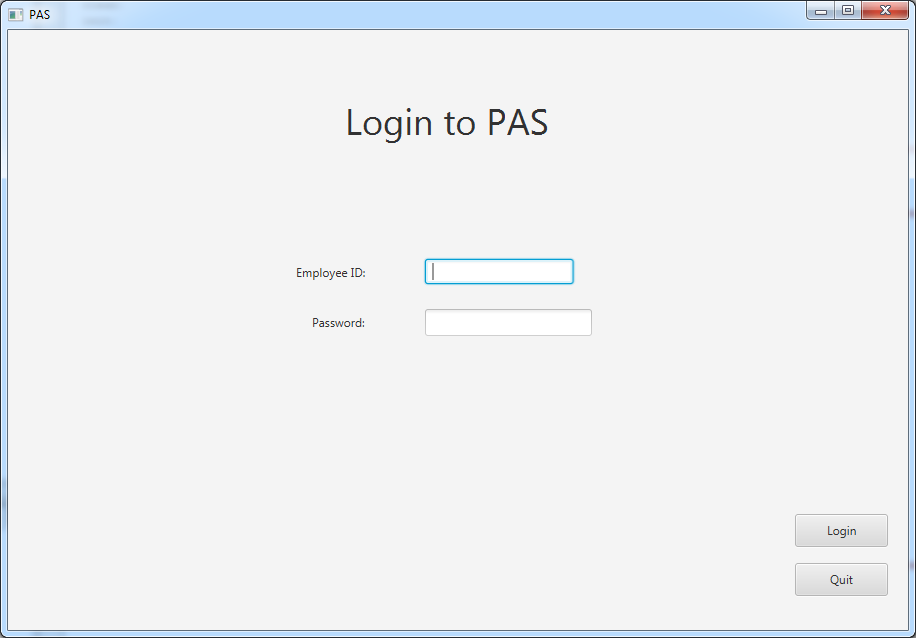 PAS
Login to PAS
Employee ID:
Password:
Login
Quit